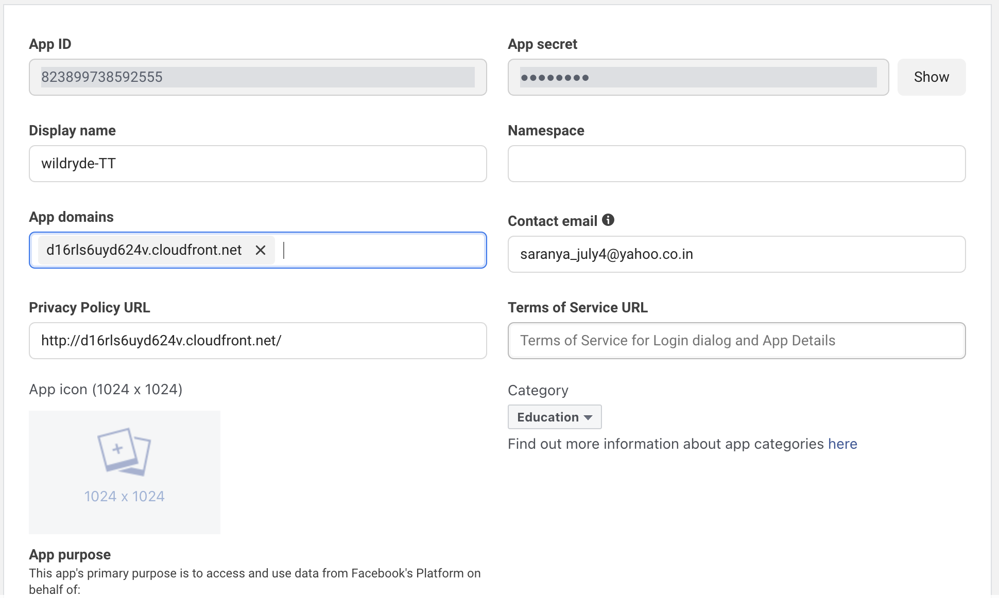 App ID
823899738592555
App secret
••••••••
Show
Display name
wildryde-TT
Namespace
App domains
d16rls6uyd624v.cloudfront.net
Contact email
saranya_july4@yahoo.co.in
Privacy Policy URL
http://d16rls6uyd624v.cloudfront.net/
Terms of Service URL
Terms of Service for Login dialog and App Details
App icon (1024 x 1024)
1024 x 1024
Category
Education
Find out more information about app categories here
App purpose
This app's primary purpose is to access and use data from Facebook's Platform on
behalf of: